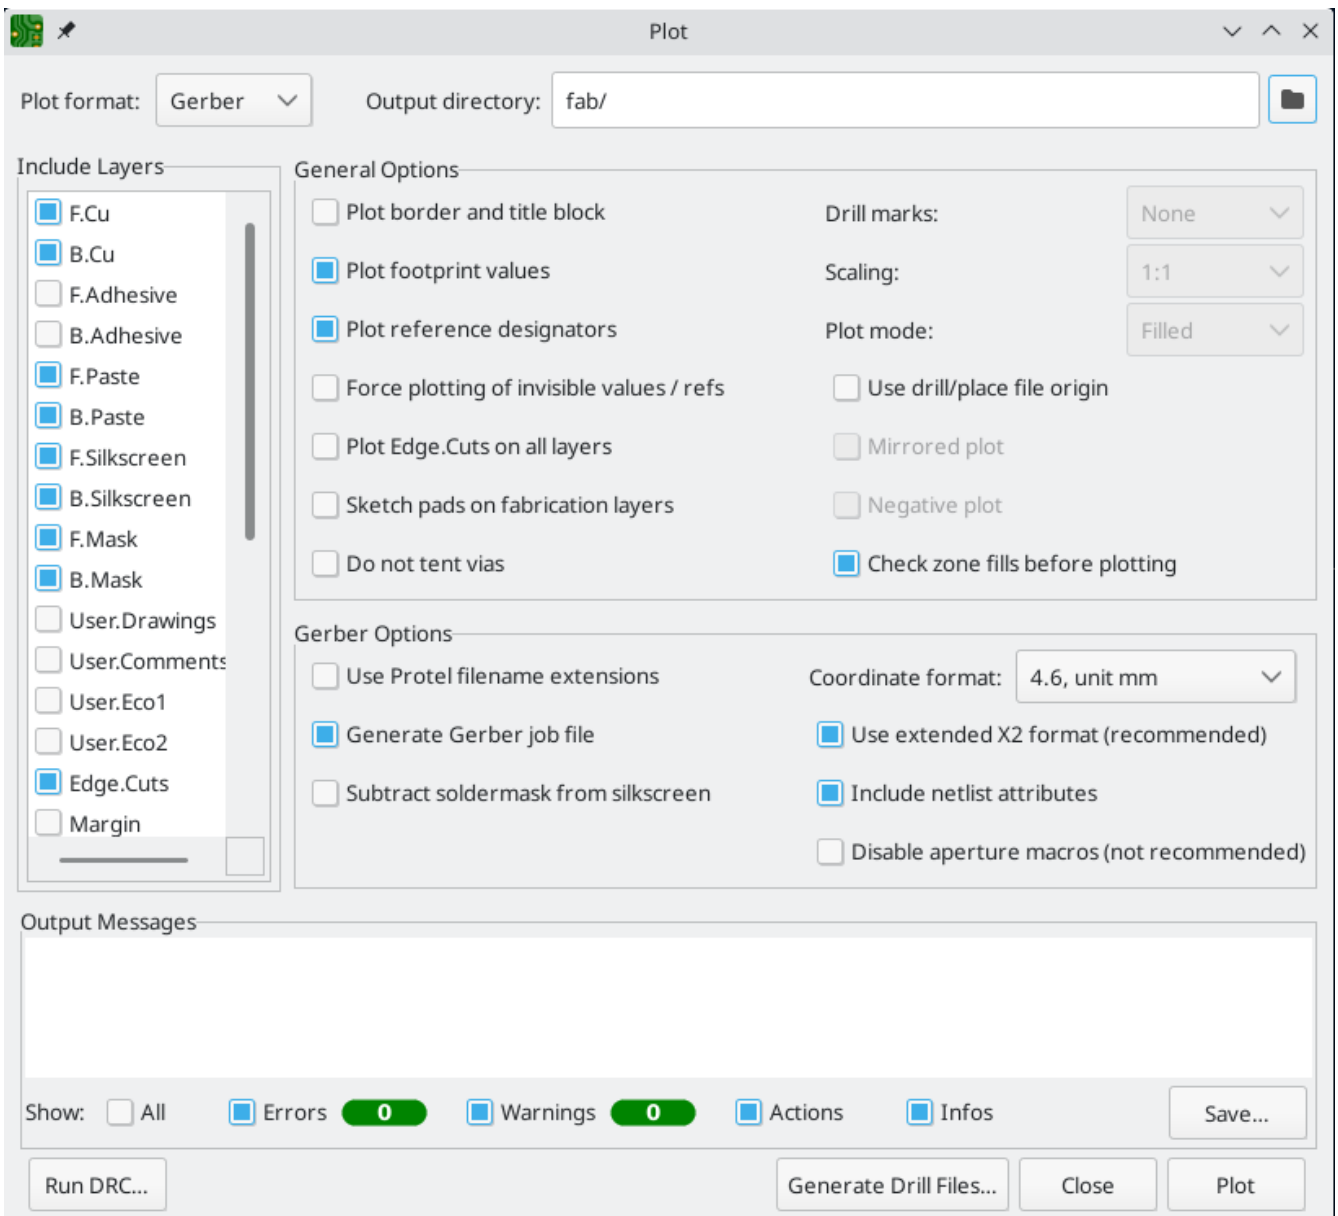 Plot
Plot format: Gerber Output directory: fab/
Include Layers
F.Cu
B.Cu
F.Adhesive
B.Adhesive
F.Paste
B.Paste
F.Silkscreen
B.Silkscreen
F.Mask
B.Mask
User.Drawings
User.Comments
User.Eco1
User.Eco2
Edge.Cuts
Margin
General Options
Plot border and title block
Plot footprint values
Plot reference designators
Force plotting of invisible values / refs
Plot Edge.Cuts on all layers
Sketch pads on fabrication layers
Do not tent vias
Drill marks: None
Scaling: 1:1
Plot mode: Filled
Use drill/place file origin
Mirrored plot
Negative plot
Check zone fills before plotting
Gerber Options
Use Protel filename extensions
Generate Gerber job file
Subtract soldermask from silkscreen
Coordinate format: 4.6, unit mm
Use extended X2 format (recommended)
Include netlist attributes
Disable aperture macros (not recommended)
Output Messages
Show: All Errors 0 Warnings 0 Actions Infos Save...
Run DRC... Generate Drill Files... Close Plot